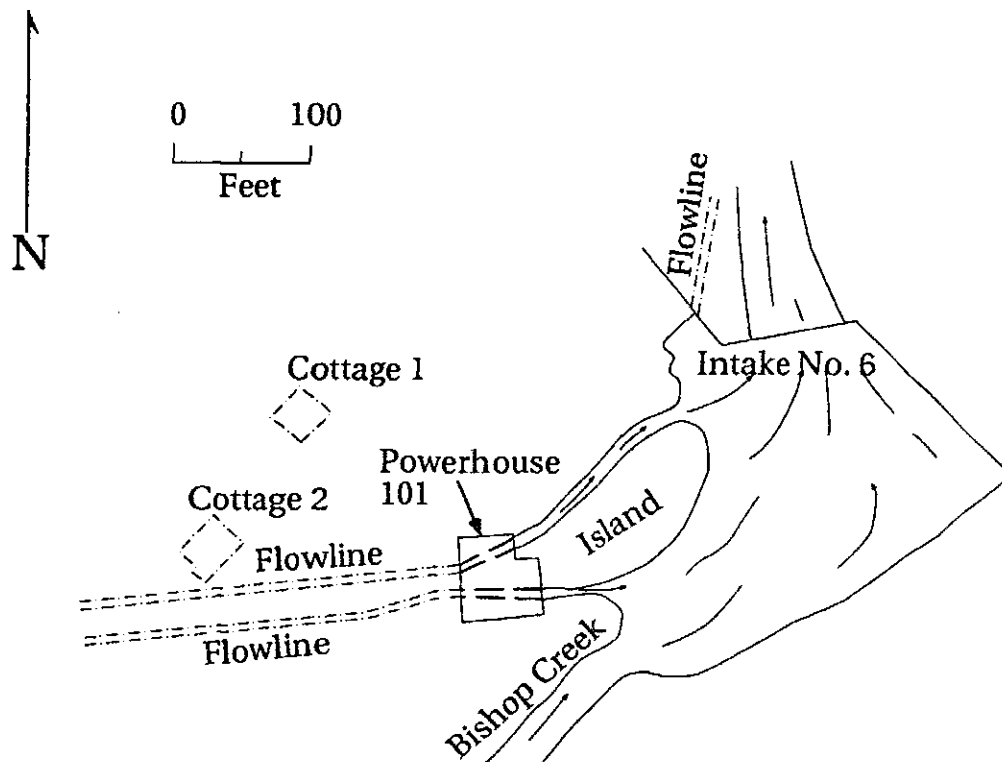 N
0 100
Feet
Flowline
Intake No. 6
Cottage 1
Powerhouse
101
Cottage 2
Island
Flowline
Flowline
Bishop Creek